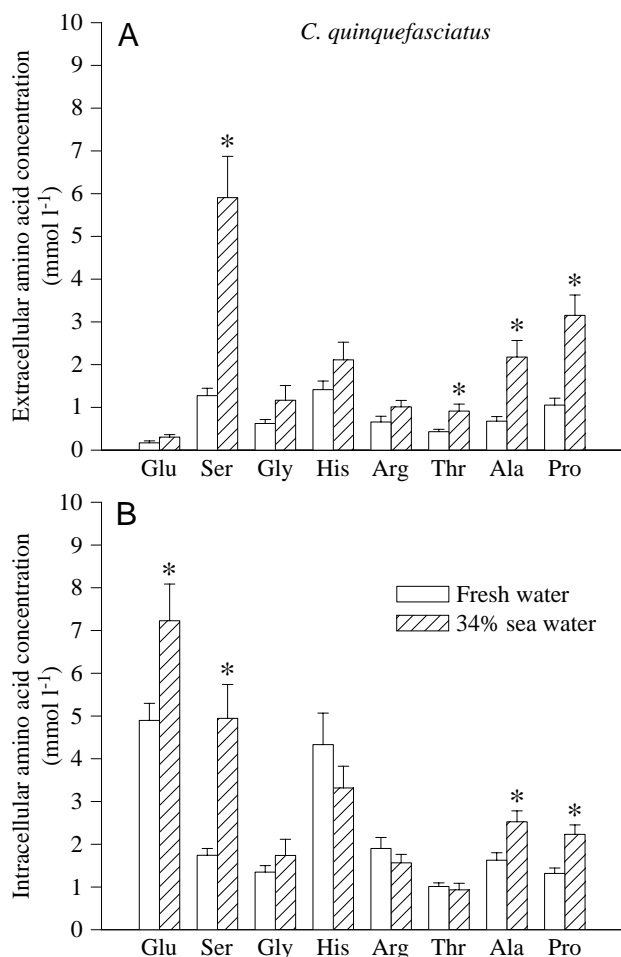 A
C. quinquefasciatus
Extracellular amino acid concentration
(mmol l⁻¹)
10
9
8
7
6
5
4
3
2
1
0
*
*
*
*
Glu Ser Gly His Arg Thr Ala Pro
B
Intracellular amino acid concentration
(mmol l⁻¹)
10
9
8
7
6
5
4
3
2
1
0
*
*
*
*
Fresh water
34% sea water
Glu Ser Gly His Arg Thr Ala Pro